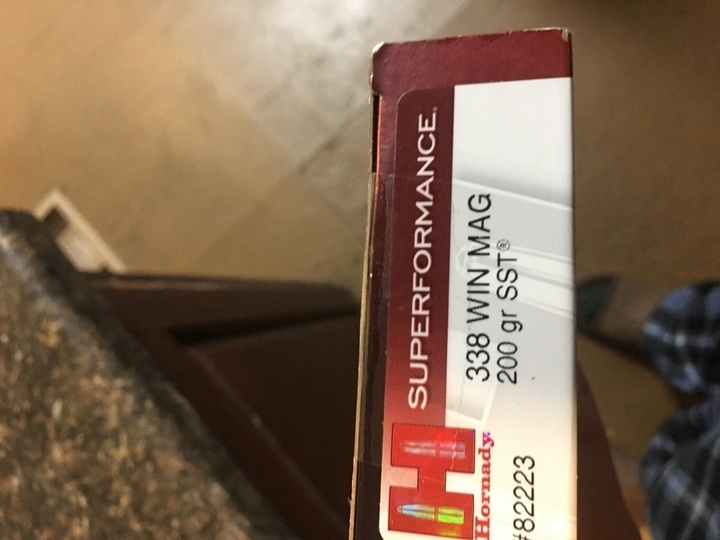 SUPERFORMANCE.
338 WIN MAG
200 gr SST®
H
Hornady.
#82223